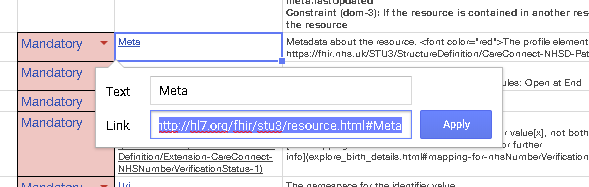 meta.lastUpdated
Constraint (dom-3): If the resource is contained in another res
the resource
Mandatory
Meta
Metadata about the resource. <font color="red">The profile element
https://fhir.nhs.uk/STU3/StructureDefinition/CareConnect-NHSD-Pat
Mandatory
Text
Meta
ules: Open at End
Mandatory
Link
http://hl7.org/fhir/stu3/resource.html#Meta
Apply
Mandatory
r value[x], not both
for further
Definition/Extension-CareConnect-
info](explore_birth_details.html#mapping-for-nhsNumberVerification
NHSNumberVerificationStatus-1)
Mandatory
Uri
The namespace for the identifier value